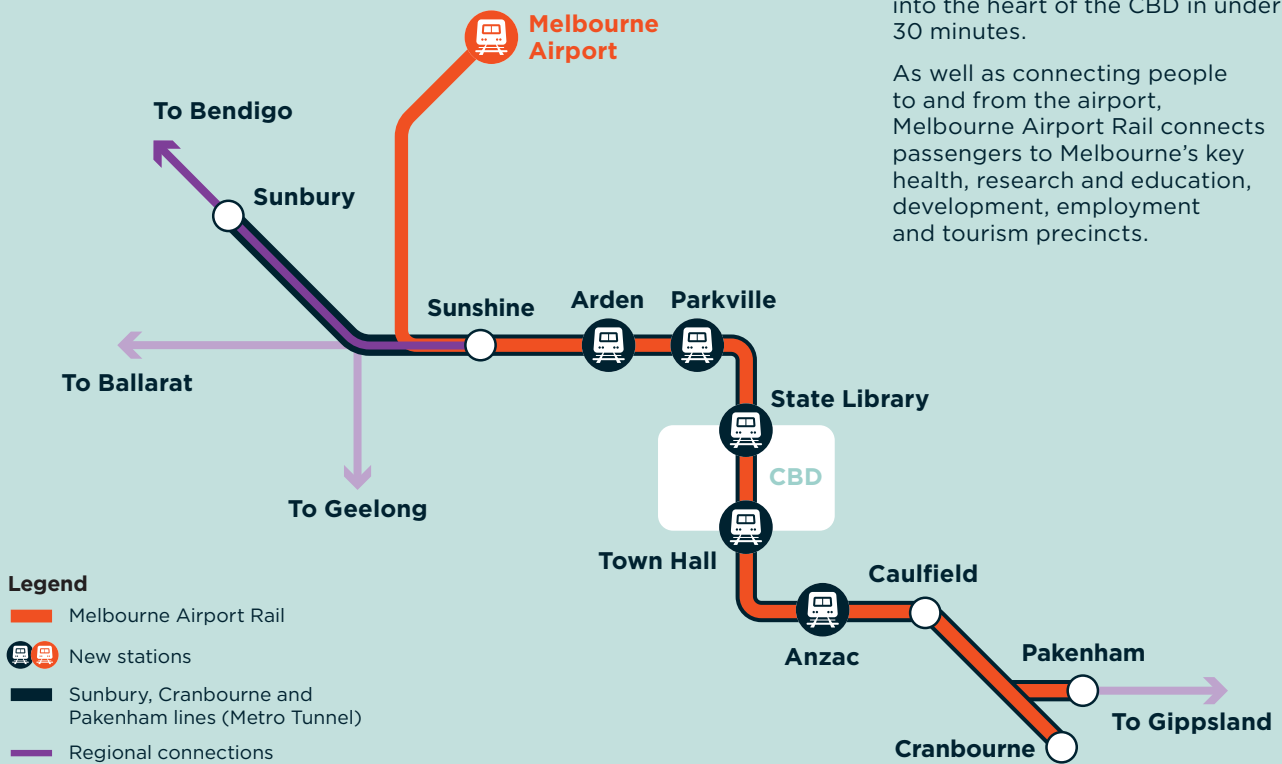 into the heart of the CBD in under
30 minutes.
As well as connecting people
to and from the airport,
Melbourne Airport Rail connects
passengers to Melbourne's key
health, research and education,
development, employment
and tourism precincts.
Melbourne
Airport
To Bendigo
Sunbury
Sunshine
Arden
Parkville
To Ballarat
State Library
CBD
To Geelong
Town Hall
Caulfield
Anzac
Pakenham
To Gippsland
Cranbourne
Legend
Melbourne Airport Rail
New stations
Sunbury, Cranbourne and
Pakenham lines (Metro Tunnel)
Regional connections